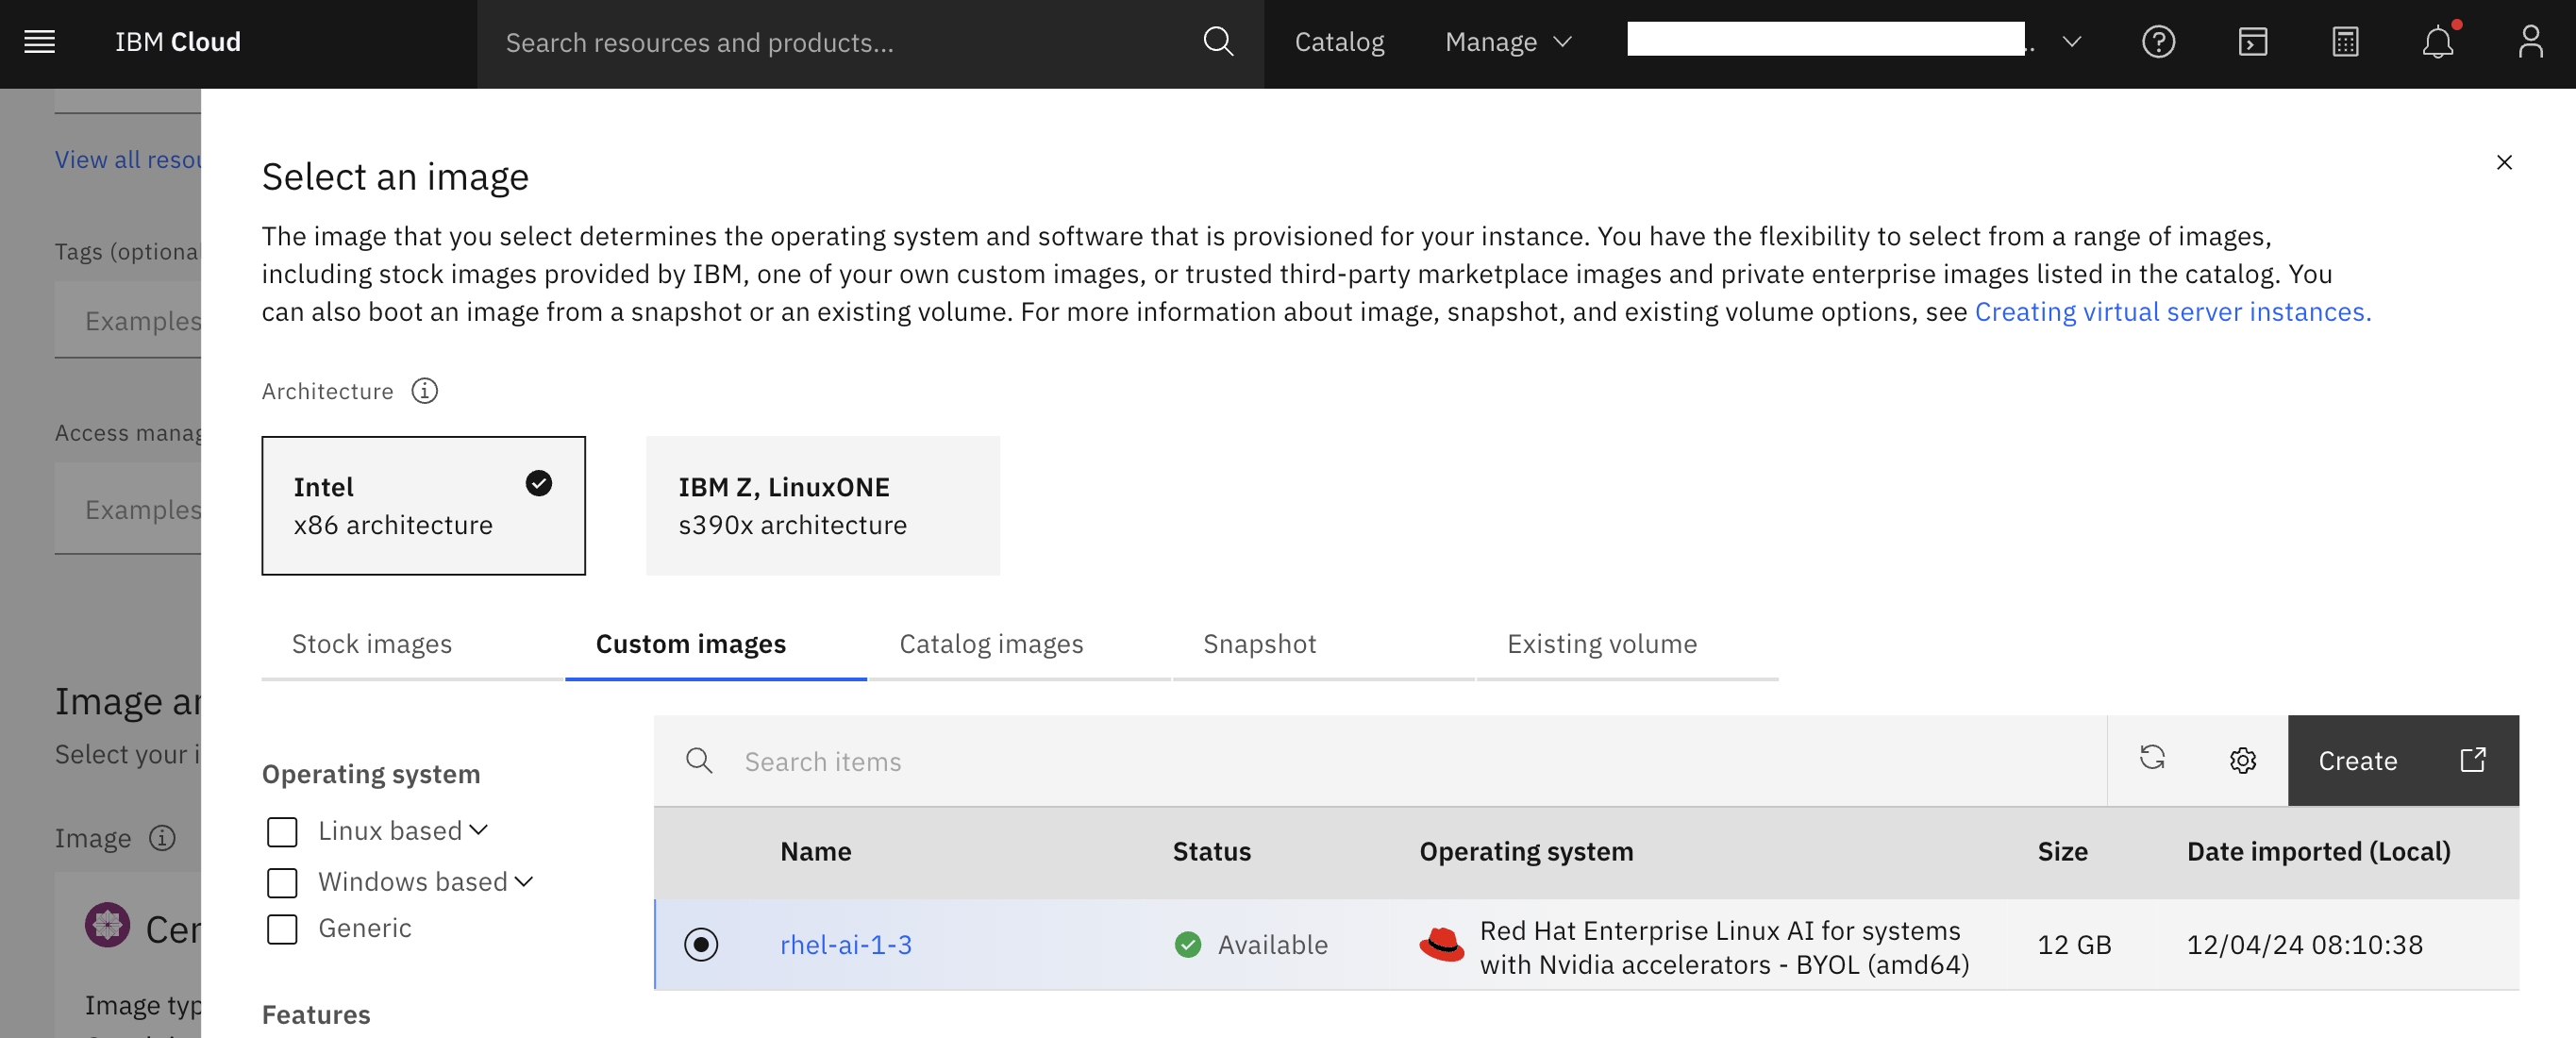 IBM Cloud
Search resources and products...
Catalog
Manage
View all resou
Tags (optional
Examples
Access manag
Examples
Image an
Select your i
Image
Cen
Image typ
Select an image
The image that you select determines the operating system and software that is provisioned for your instance. You have the flexibility to select from a range of images,
including stock images provided by IBM, one of your own custom images, or trusted third-party marketplace images and private enterprise images listed in the catalog. You
can also boot an image from a snapshot or an existing volume. For more information about image, snapshot, and existing volume options, see Creating virtual server instances.
Architecture
Intel
x86 architecture
IBM Z, LinuxONE
s390x architecture
Stock images
Custom images
Catalog images
Snapshot
Existing volume
Operating system
Linux based
Windows based
Generic
Features
Search items
Create
Name
Status
Operating system
Size
Date imported (Local)
rhel-ai-1-3
Available
Red Hat Enterprise Linux AI for systems
with Nvidia accelerators - BYOL (amd64)
12 GB
12/04/24 08:10:38